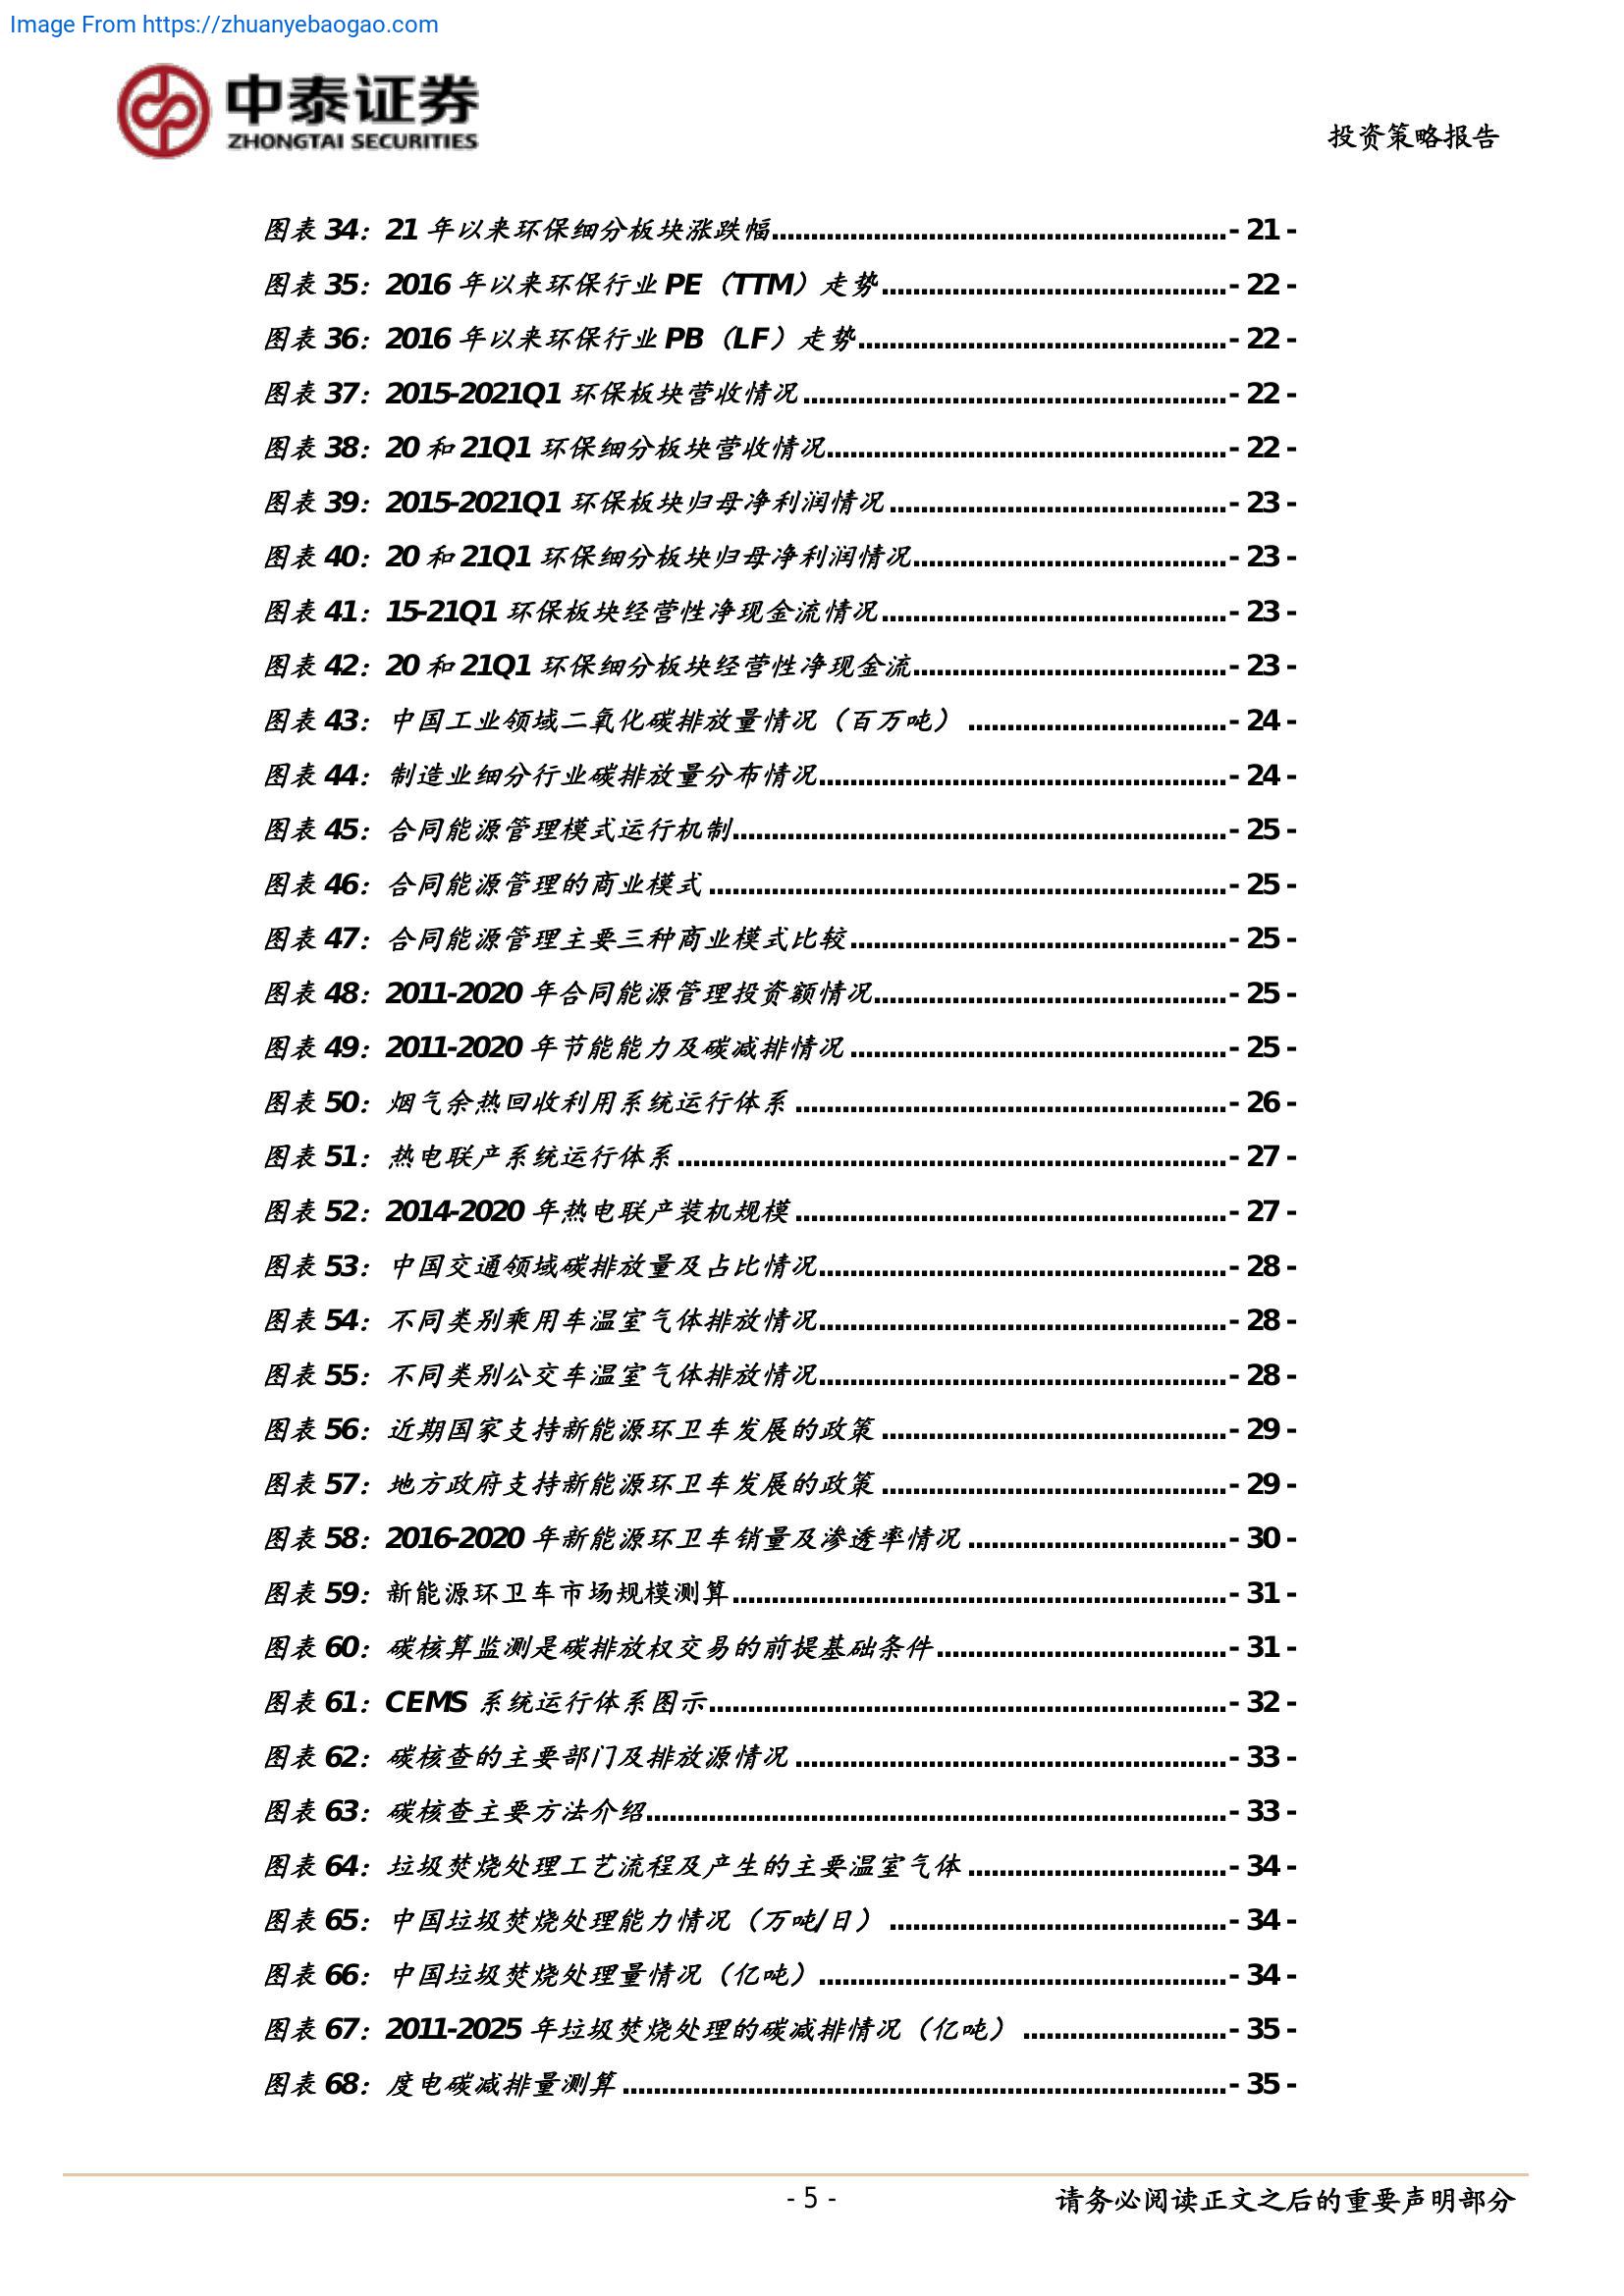 Image From https://zhuanyebaogao.com
中泰证券
ZHONGTAI SECURITIES
投资策略报告
图表 34：21 年以来环保细分板块涨跌幅.......................................................... - 21 -
图表 35：2016 年以来环保行业 PE（TTM）走势............................................ - 22 -
图表 36：2016 年以来环保行业 PB（LF）走势............................................... - 22 -
图表 37：2015-2021Q1 环保板块营收情况...................................................... - 22 -
图表 38：20 和 21Q1 环保细分板块营收情况................................................... - 22 -
图表 39：2015-2021Q1 环保板块归母净利润情况........................................... - 23 -
图表 40：20 和 21Q1 环保细分板块归母净利润情况........................................ - 23 -
图表 41：15-21Q1 环保板块经营性净现金流情况............................................ - 23 -
图表 42：20 和 21Q1 环保细分板块经营性净现金流........................................ - 23 -
图表 43：中国工业领域二氧化碳排放量情况（百万吨）................................. - 24 -
图表 44：制造业细分行业碳排放量分布情况.................................................... - 24 -
图表 45：合同能源管理模式运行机制............................................................... - 25 -
图表 46：合同能源管理的商业模式.................................................................. - 25 -
图表 47：合同能源管理主要三种商业模式比较................................................ - 25 -
图表 48：2011-2020 年合同能源管理投资额情况............................................. - 25 -
图表 49：2011-2020 年节能能力及碳减排情况................................................ - 25 -
图表 50：烟气余热回收利用系统运行体系....................................................... - 26 -
图表 51：热电联产系统运行体系...................................................................... - 27 -
图表 52：2014-2020 年热电联产装机规模....................................................... - 27 -
图表 53：中国交通领域碳排放量及占比情况.................................................... - 28 -
图表 54：不同类别乘用车温室气体排放情况.................................................... - 28 -
图表 55：不同类别公交车温室气体排放情况.................................................... - 28 -
图表 56：近期国家支持新能源环卫车发展的政策............................................ - 29 -
图表 57：地方政府支持新能源环卫车发展的政策............................................ - 29 -
图表 58：2016-2020 年新能源环卫车销量及渗透率情况................................. - 30 -
图表 59：新能源环卫车市场规模测算............................................................... - 31 -
图表 60：碳核算监测是碳排放权交易的前提基础条件..................................... - 31 -
图表 61：CEMS 系统运行体系图示.................................................................. - 32 -
图表 62：碳核查的主要部门及排放源情况....................................................... - 33 -
图表 63：碳核查主要方法介绍.......................................................................... - 33 -
图表 64：垃圾焚烧处理工艺流程及产生的主要温室气体................................. - 34 -
图表 65：中国垃圾焚烧处理能力情况（万吨/日）........................................... - 34 -
图表 66：中国垃圾焚烧处理量情况（亿吨）.................................................... - 34 -
图表 67：2011-2025 年垃圾焚烧处理的碳减排情况（亿吨）.......................... - 35 -
图表 68：度电碳减排量测算............................................................................. - 35 -
- 5 -
请务必阅读正文之后的重要声明部分